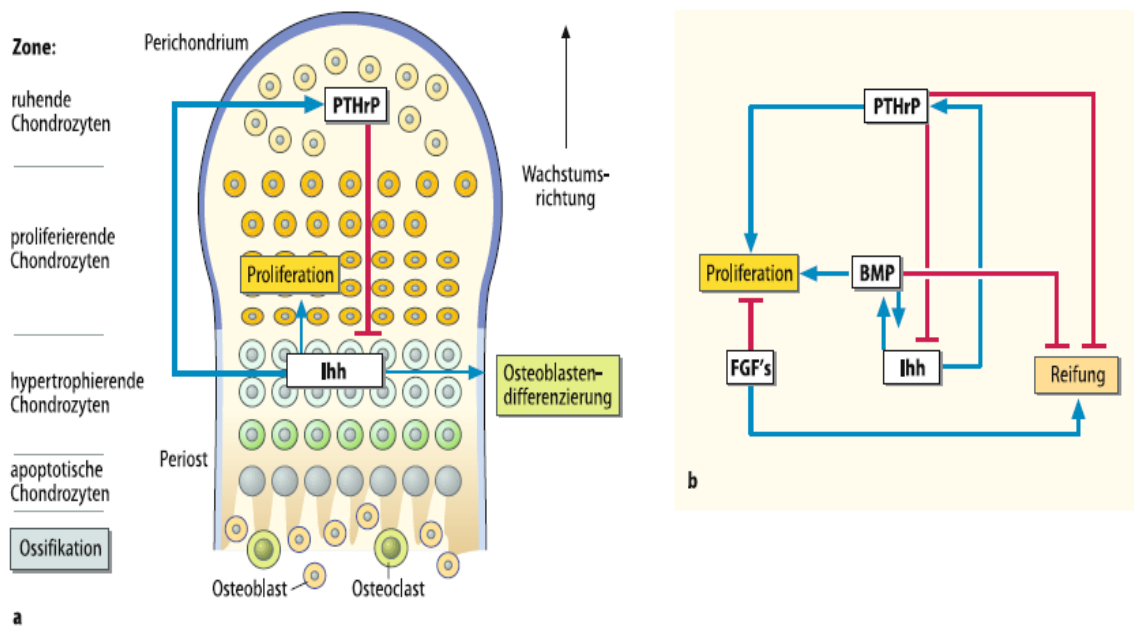 Zone:
ruhende
Chondrozyten
proliferierende
Chondrozyten
hypertrophierende
Chondrozyten
apoptotische
Chondrozyten
Ossifikation
Perichondrium
PTHrP
Proliferation
Ihh
Periost
Osteoblast
Osteoclast
Wachstums-
richtung
Osteoblasten-
differenzierung
a
PTHrP
Proliferation
BMP
FGF's
Ihh
Reifung
b